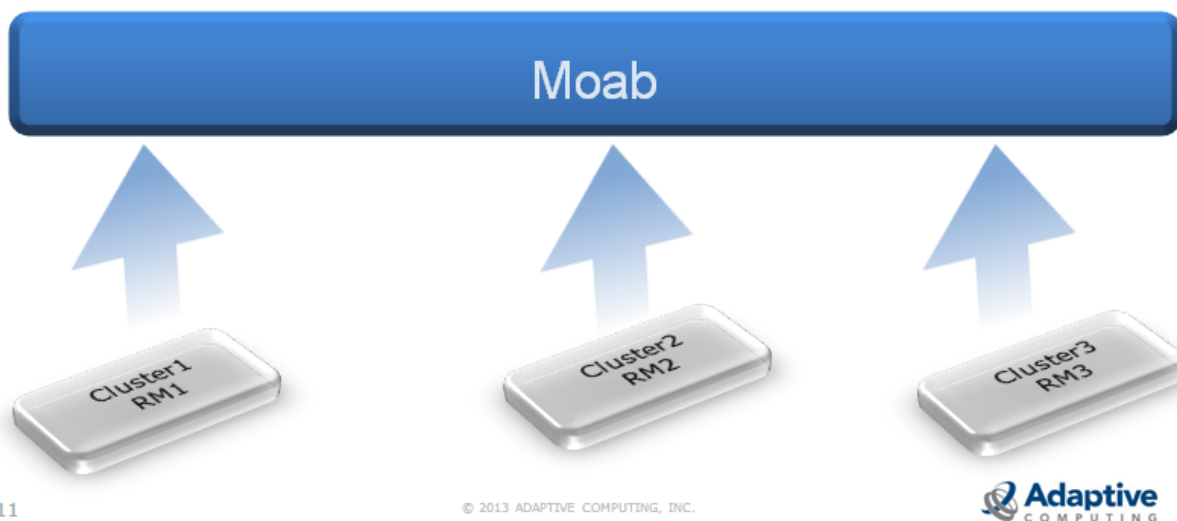 Moab
Cluster1
RM1
Cluster2
RM2
Cluster3
RM3
11
© 2013 ADAPTIVE COMPUTING, INC.
Adaptive
COMPUTING